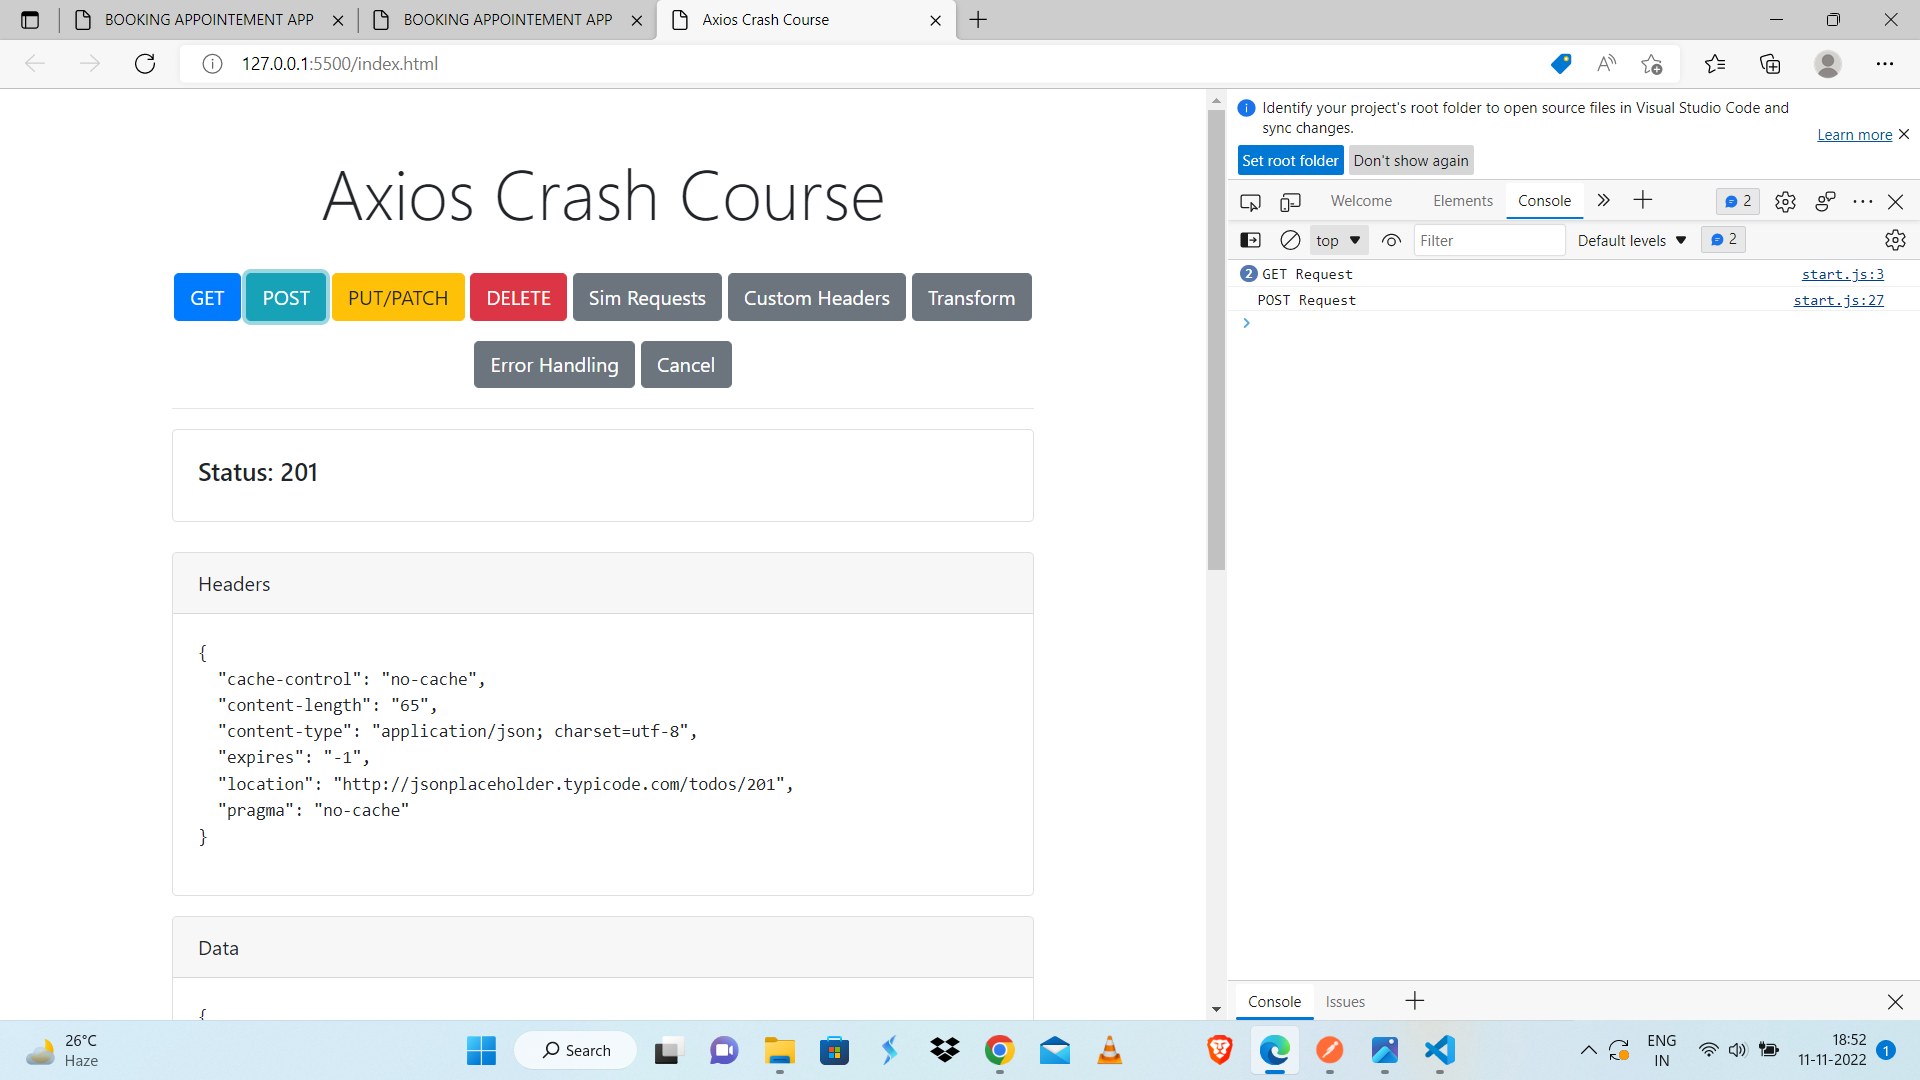 BOOKING APPOINTEMENT APP
BOOKING APPOINTEMENT APP
Axios Crash Course
127.0.0.1:5500/index.html
Axios Crash Course
GET POST PUT/PATCH DELETE Sim Requests Custom Headers Transform
Error Handling Cancel
Status: 201
Headers
{
"cache-control": "no-cache",
"content-length": "65",
"content-type": "application/json; charset=utf-8",
"expires": "-1",
"location": "http://jsonplaceholder.typicode.com/todos/201",
"pragma": "no-cache"
}
Data
{
Identify your project's root folder to open source files in Visual Studio Code and
sync changes.
Learn more
Set root folder Don't show again
Welcome Elements Console 2
top Filter Default levels 2
2 GET Request start.js:3
POST Request start.js:27
Console Issues
26°C
Haze
Search
ENG
IN
18:52
11-11-2022
1